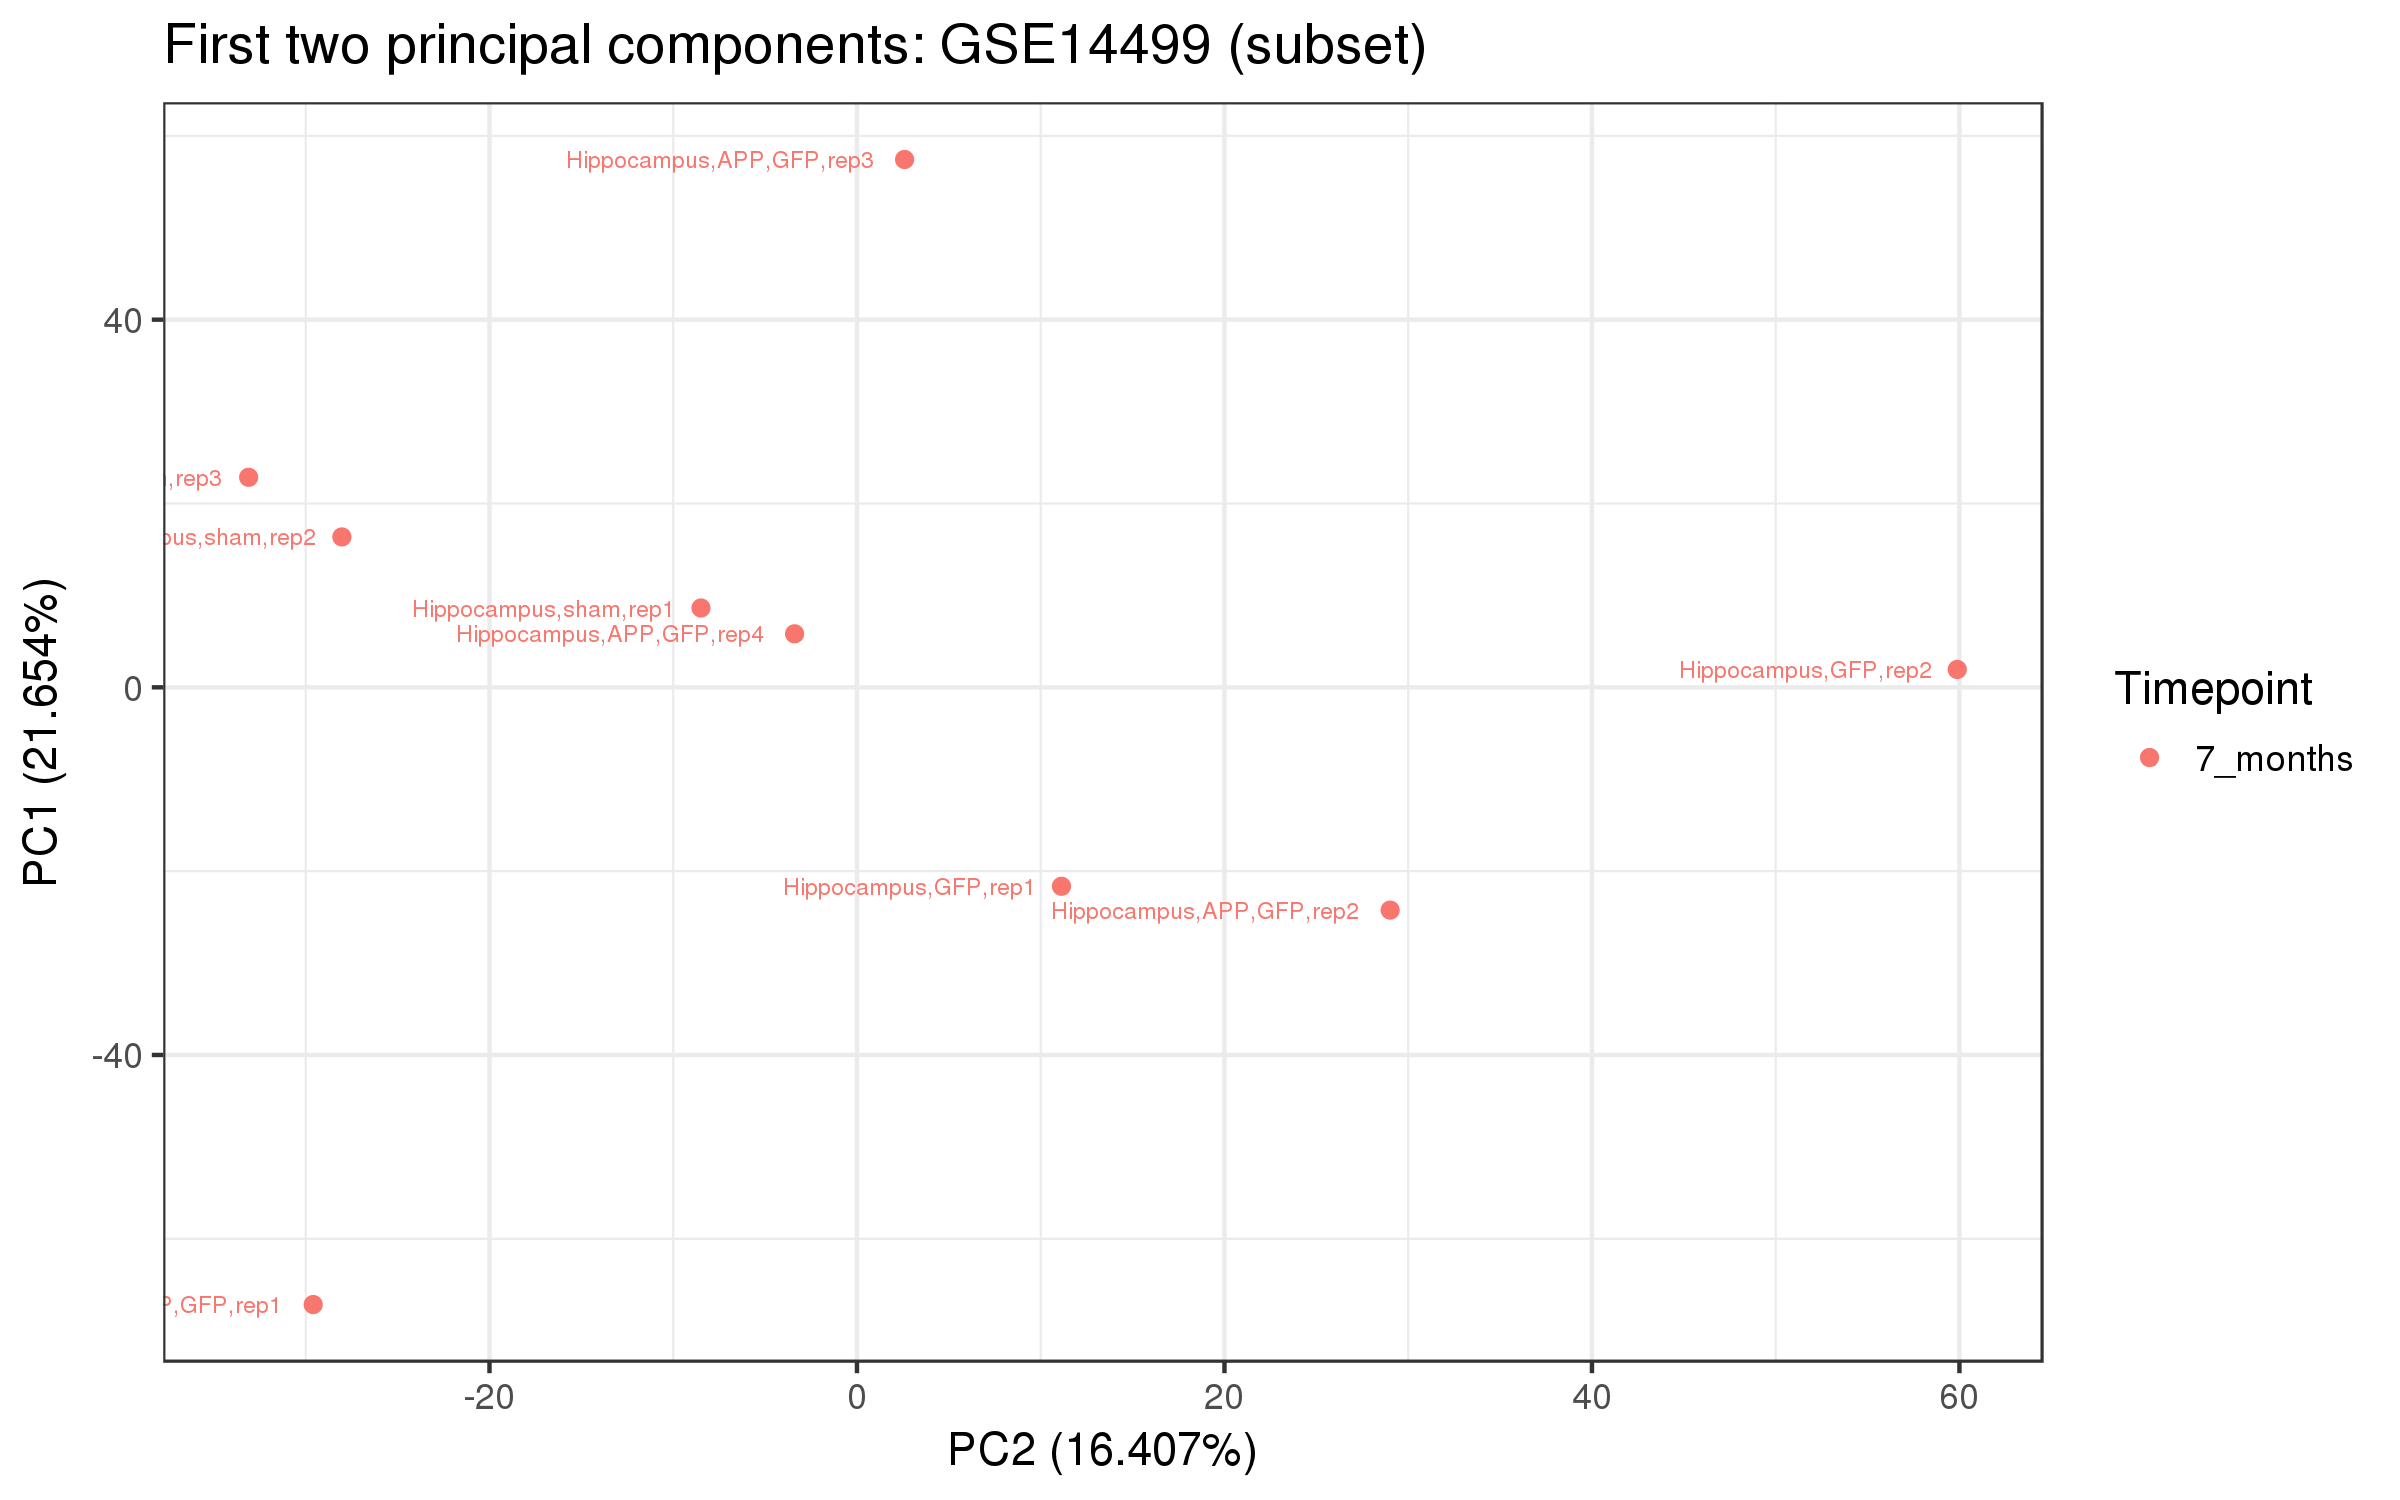 First two principal components: GSE14499 (subset)
Hippocampus,APP,GFP,rep3
40
,rep3
sham,rep2
Hippocampus,sham,rep1
Hippocampus,APP,GFP,rep4
Hippocampus,GFP,rep2
0
Timepoint
7_months
PC1 (21.654%)
Hippocampus,GFP,rep1
Hippocampus,APP,GFP,rep2
-40
,GFP,rep1
-20 0 20 40 60
PC2 (16.407%)